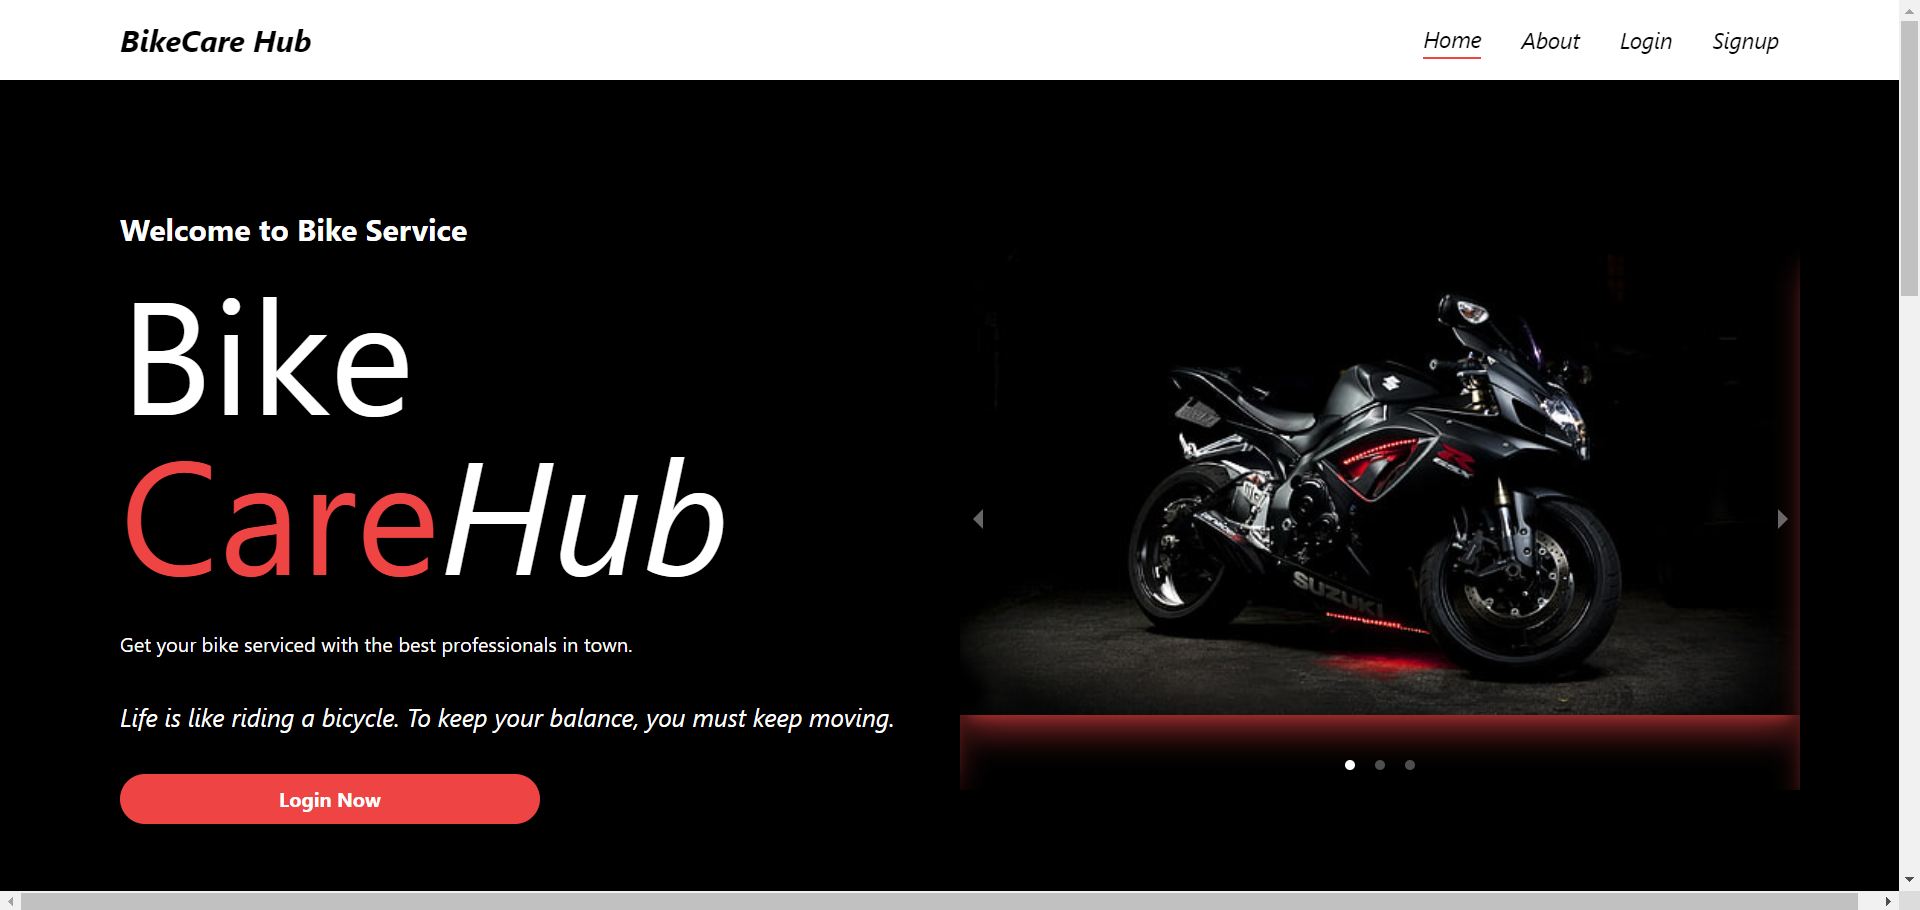 BikeCare Hub
Home About Login Signup
Welcome to Bike Service
Bike
CareHub
Get your bike serviced with the best professionals in town.
Life is like riding a bicycle. To keep your balance, you must keep moving.
Login Now
R
GSX
SUZUKI